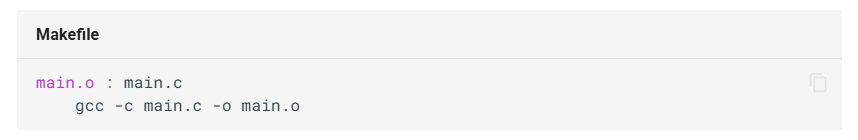 Makefile
main.o : main.c
    gcc -c main.c -o main.o